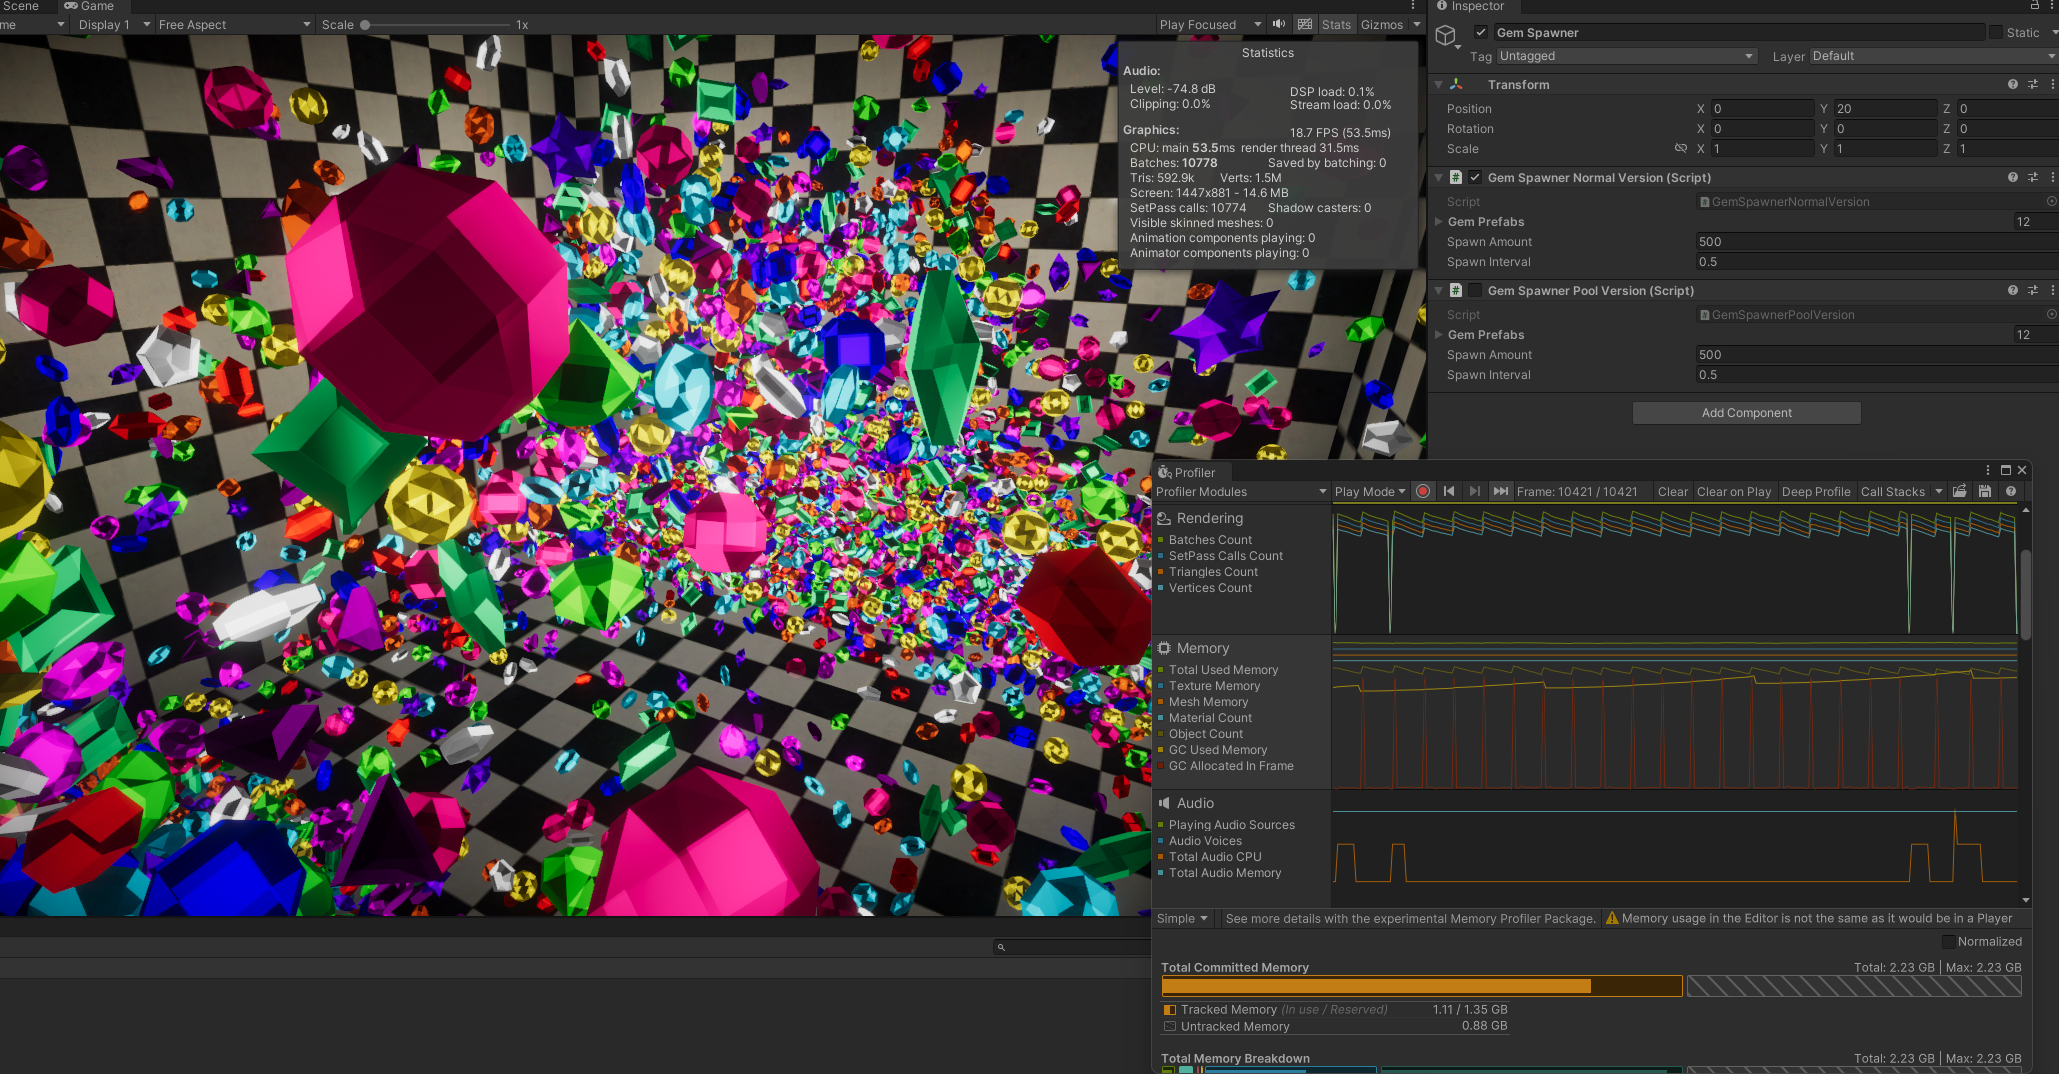 Scene
Game
me
Display 1
Free Aspect
Scale
1x
Play Focused
Stats
Gizmos
Statistics
Audio:
Level: -74.8 dB
DSP load: 0.1%
Clipping: 0.0%
Stream load: 0.0%
Graphics:
18.7 FPS (53.5ms)
CPU: main 53.5ms render thread 31.5ms
Batches: 10778
Saved by batching: 0
Tris: 592.9k
Verts: 1.5M
Screen: 1447x881 - 14.6 MB
SetPass calls: 10774
Shadow casters: 0
Visible skinned meshes: 0
Animation components playing: 0
Animator components playing: 0
Inspector
Gem Spawner
Static
Tag Untagged
Layer Default
Transform
Position X 0 Y 20 Z 0
Rotation X 0 Y 0 Z 0
Scale X 1 Y 1 Z 1
# Gem Spawner Normal Version (Script)
Script GemSpawnerNormalVersion
Gem Prefabs 12
Spawn Amount 500
Spawn Interval 0.5
# Gem Spawner Pool Version (Script)
Script GemSpawnerPoolVersion
Gem Prefabs 12
Spawn Amount 500
Spawn Interval 0.5
Add Component
Profiler
Profiler Modules
Play Mode
Frame: 10421 / 10421
Clear
Clear on Play
Deep Profile
Call Stacks
Rendering
Batches Count
SetPass Calls Count
Triangles Count
Vertices Count
Memory
Total Used Memory
Texture Memory
Mesh Memory
Material Count
Object Count
GC Used Memory
GC Allocated In Frame
Audio
Playing Audio Sources
Audio Voices
Total Audio CPU
Total Audio Memory
Simple
See more details with the experimental Memory Profiler Package.
Memory usage in the Editor is not the same as it would be in a Player
Normalized
Total Committed Memory
Total: 2.23 GB | Max: 2.23 GB
Tracked Memory (In use / Reserved) 1.11 / 1.35 GB
Untracked Memory 0.88 GB
Total Memory Breakdown
Total: 2.23 GB | Max: 2.23 GB